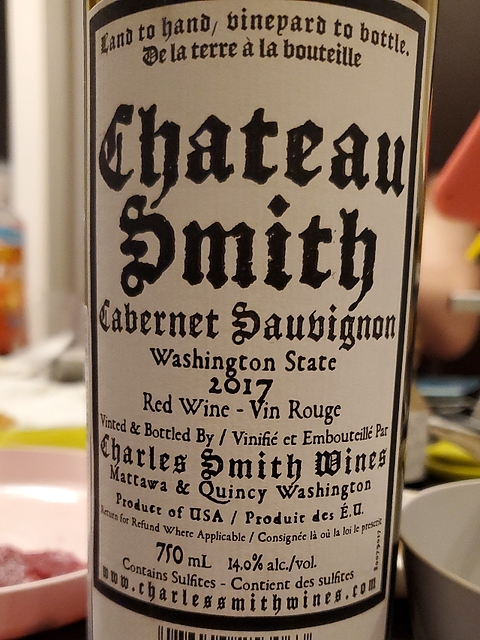 Land to hand, vineyard to bottle.
De la terre à la bouteille
Chateau
Smith
Cabernet Sauvignon
Washington State
2017
Red Wine - Vin Rouge
Vinted & Bottled By / Vinifié et Embouteillé Par
Charles Smith Wines
Mattawa & Quincy Washington
Product of USA / Produit des É.U.
Return for Refund Where Applicable / Consignée là où la loi le prescrit
750 mL 14.0% alc./vol.
Contains Sulfites - Contient des sulfites
www.charlessmithwines.com